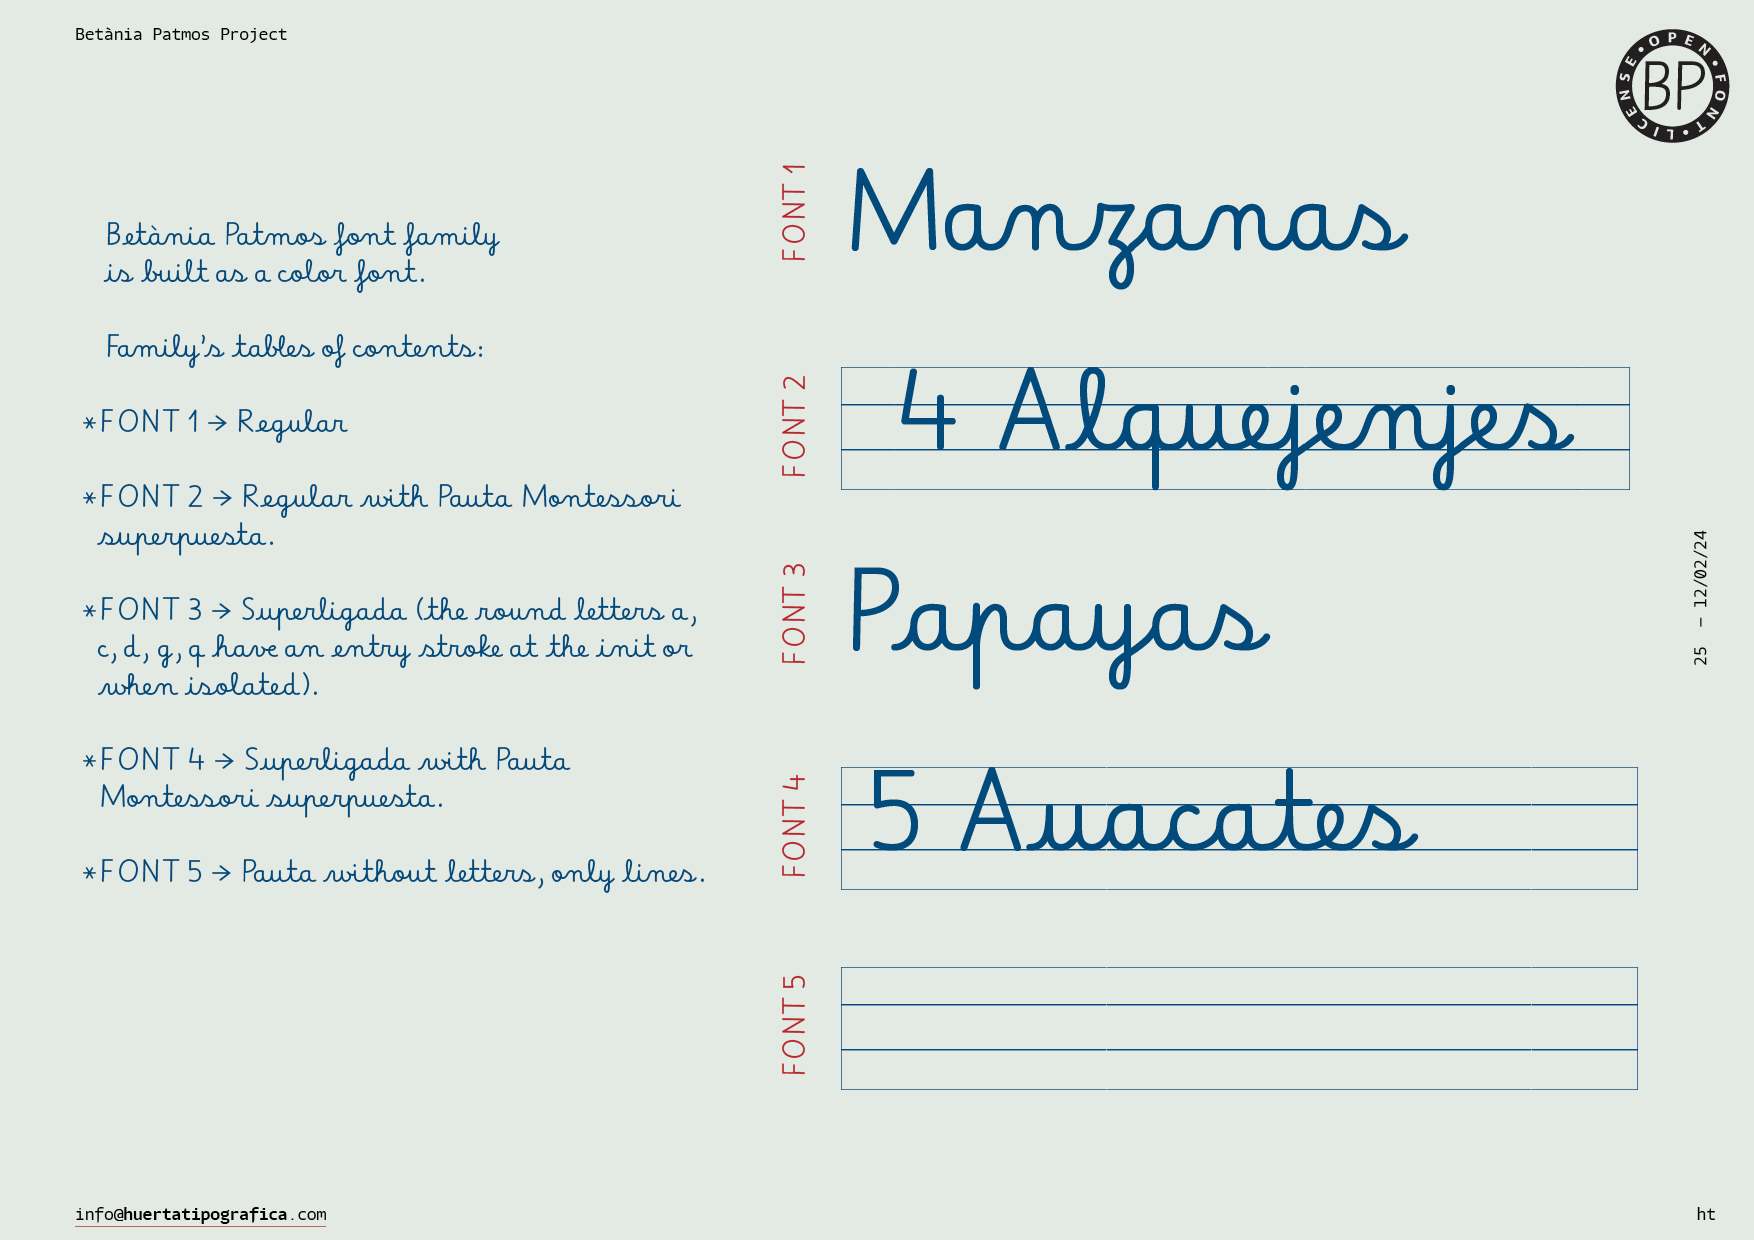 Betània Patmos Project
OPEN • FONT • LICENSE •
BP
Betània Patmos font family
is built as a color font.
Family's tables of contents:
*FONT 1 → Regular
*FONT 2 → Regular with Pauta Montessori
superpuesta.
*FONT 3 → Superligada (the round letters a,
c, d, g, q have an entry stroke at the init or
when isolated).
*FONT 4 → Superligada with Pauta
Montessori superpuesta.
*FONT 5 → Pauta without letters, only lines.
FONT 1
Manzanas
FONT 2
4 Alquejenjes
FONT 3
Papayas
FONT 4
5 Auacates
FONT 5
25 – 12/02/24
info@huertatipografica.com
ht